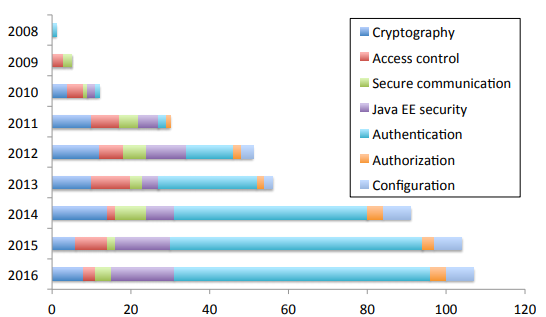 2008
2009
2010
2011
2012
2013
2014
2015
2016
0 20 40 60 80 100 120
Cryptography
Access control
Secure communication
Java EE security
Authentication
Authorization
Configuration